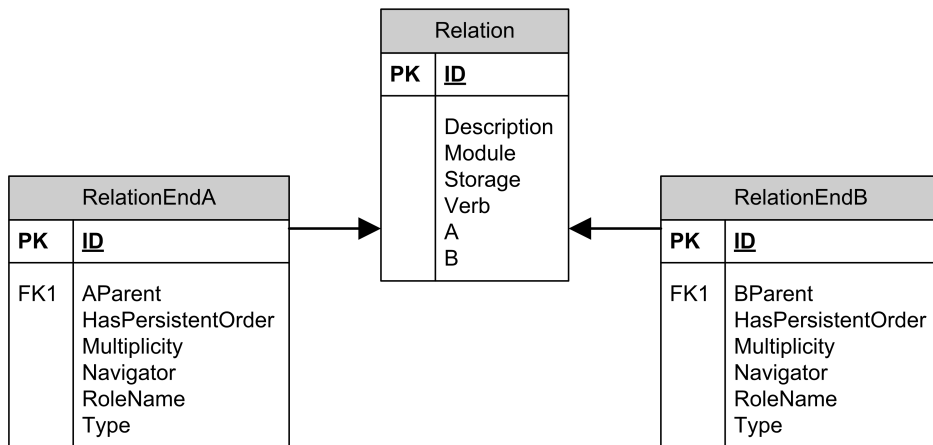 Relation
PK ID
Description
Module
Storage
Verb
A
B
RelationEndA
PK ID
FK1 AParent
HasPersistentOrder
Multiplicity
Navigator
RoleName
Type
RelationEndB
PK ID
FK1 BParent
HasPersistentOrder
Multiplicity
Navigator
RoleName
Type